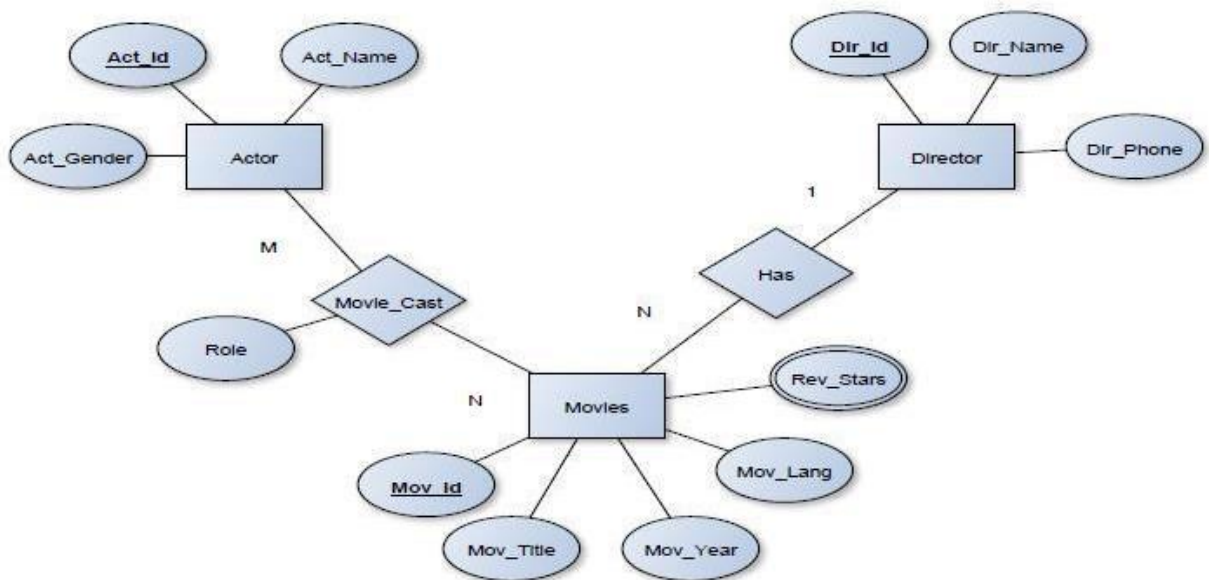 Act_Id
Act_Name
Dir_Id
Dir_Name
Act_Gender
Actor
Director
Dir_Phone
1
M
Has
Movie_Cast
N
Role
Rev_Stars
N
Movies
Mov_Lang
Mov_Id
Mov_Title
Mov_Year